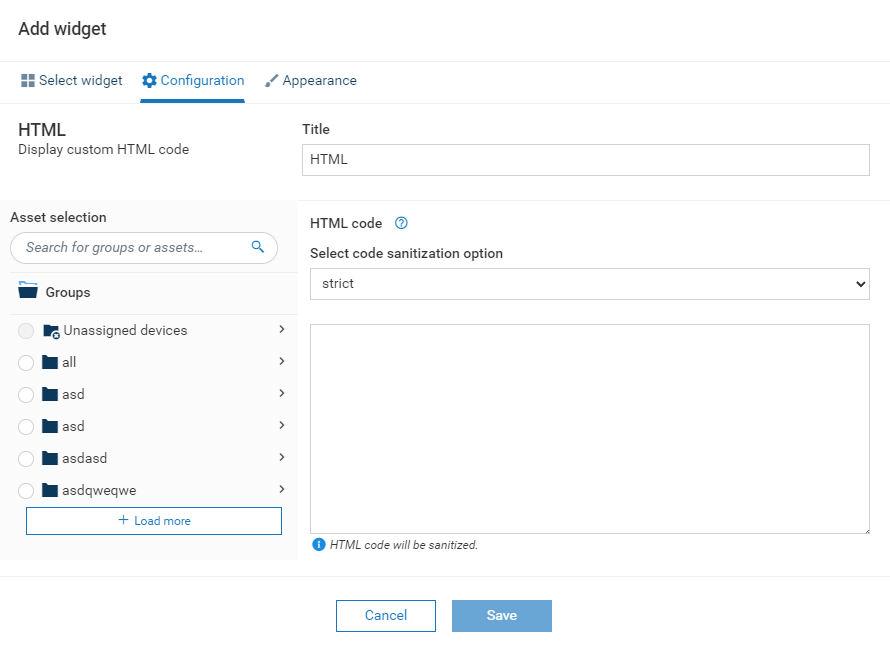 Add widget
Select widget
Configuration
Appearance
HTML
Display custom HTML code
Title
HTML
Asset selection
Search for groups or assets...
Groups
Unassigned devices
all
asd
asd
asdasd
asdqweqwe
+ Load more
HTML code
Select code sanitization option
strict
HTML code will be sanitized.
Cancel
Save